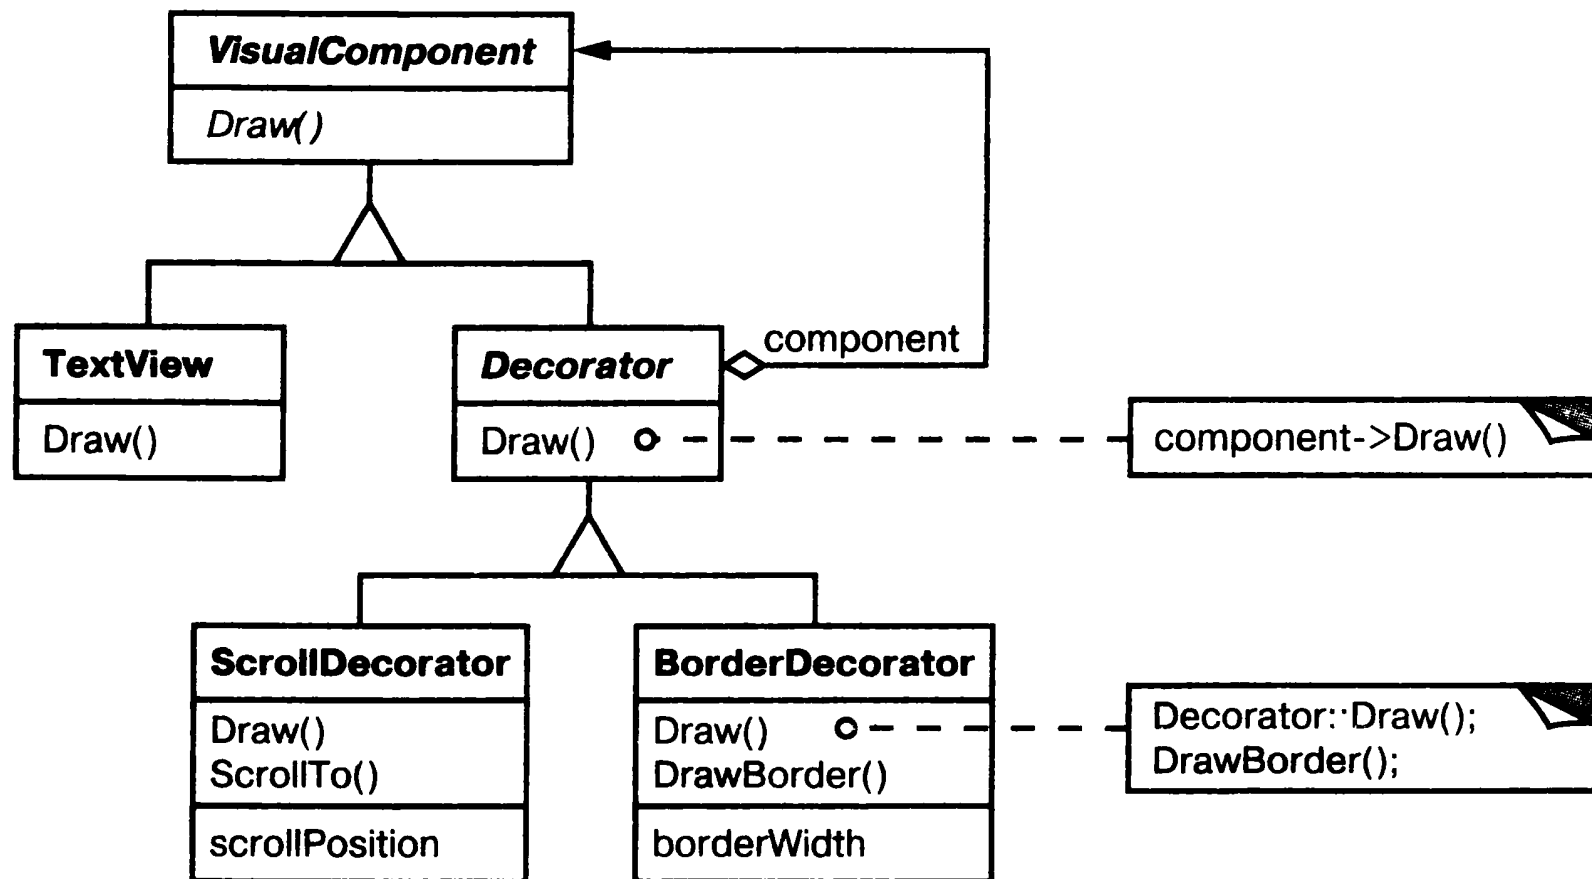 VisualComponent
Draw()
TextView
Draw()
Decorator
Draw()
component
component->Draw()
ScrollDecorator
Draw()
ScrollTo()
scrollPosition
BorderDecorator
Draw()
DrawBorder()
borderWidth
Decorator::Draw();
DrawBorder();